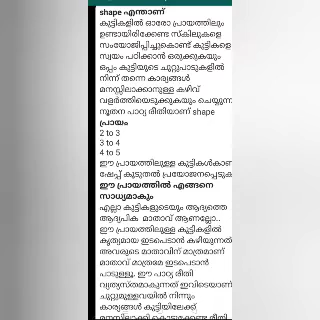 shape എന്താണ്
കുട്ടികളിൽ ഓരോ പ്രായത്തിലും
ഉണ്ടായിരിക്കേണ്ട സ്കിലുകളെ
സംയോജിപ്പിച്ചുകൊണ്ട് കുട്ടികളെ
സ്വയം പഠിക്കാൻ ഒരുക്കുകയും
ഒപ്പം കുട്ടിയുടെ ചുറ്റുപാടുകളിൽ
നിന്ന് തന്നെ കാര്യങ്ങൾ
മനസ്സിലാക്കാനുള്ള കഴിവ്
വളർത്തിയെടുക്കുകയും ചെയ്യുന്ന
നൂതന പാഠ്യ രീതിയാണ് shape
പ്രായം
2 to 3
3 to 4
4 to 5
ഈ പ്രായത്തിലുള്ള കുട്ടികൾക്കാണ്
ഷേപ്പ് കൂടുതൽ പ്രയോജനപ്പെടുക
ഈ പ്രായത്തിൽ എങ്ങനെ
സാധ്യമാകും
എല്ലാ കുട്ടികളുടെയും ആദ്യത്തെ
ആദ്യപിക മാതാവ് ആണല്ലോ..
ഈ പ്രായത്തിലുള്ള കുട്ടികളിൽ
കൃത്യമായ ഇടപെടാൻ കഴിയുന്നത്
അവരുടെ മാതാവിന് മാത്രമാണ്
മാതാവ് മാത്രമേ ഇടപെടാൻ
പാടുള്ളൂ. ഈ പാഠ്യ രീതി
വ്യത്യസ്തമാകുന്നത് ഇവിടെയാണ്
ചുറ്റുമുള്ളവയിൽ നിന്നും
കാര്യങ്ങൾ കുട്ടിയിലേക്ക്